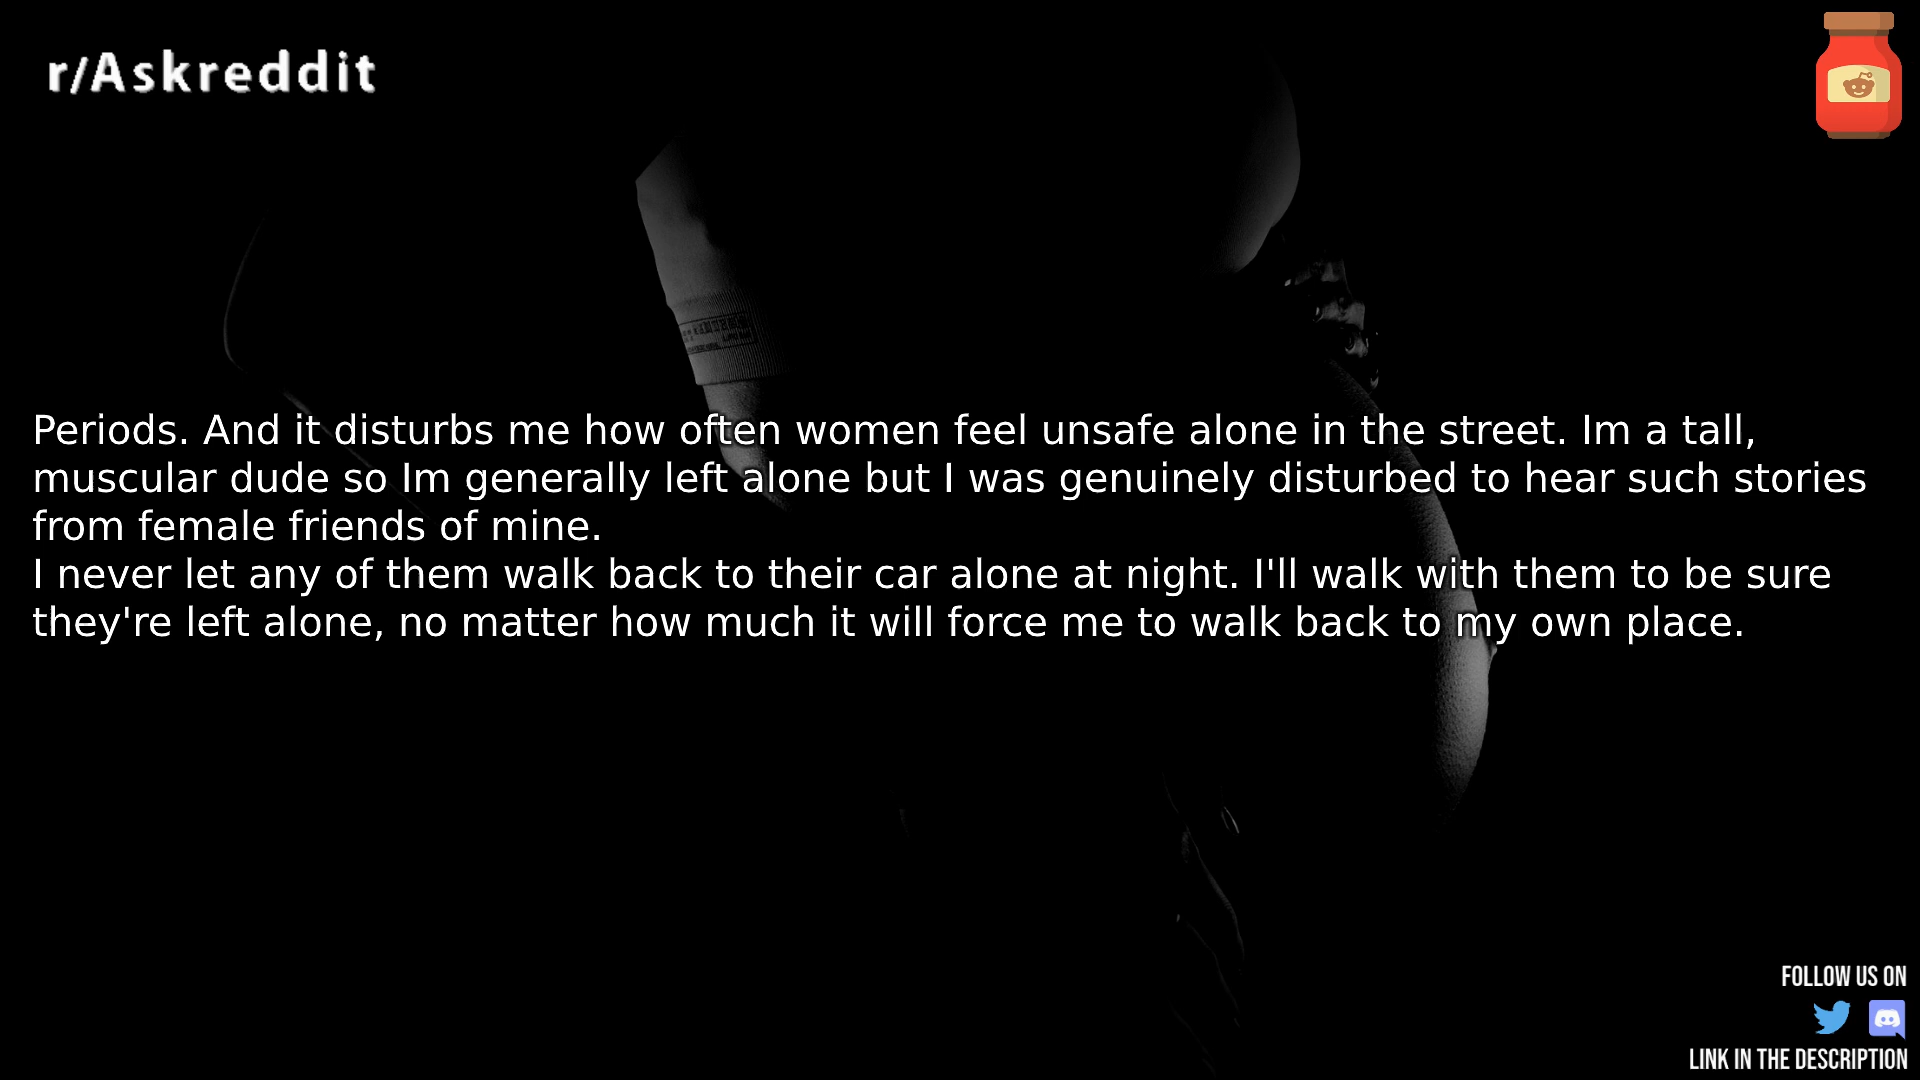 r/Askreddit
Periods. And it disturbs me how often women feel unsafe alone in the street. Im a tall,
muscular dude so Im generally left alone but I was genuinely disturbed to hear such stories
from female friends of mine.
I never let any of them walk back to their car alone at night. I'll walk with them to be sure
they're left alone, no matter how much it will force me to walk back to my own place.
FOLLOW US ON
LINK IN THE DESCRIPTION